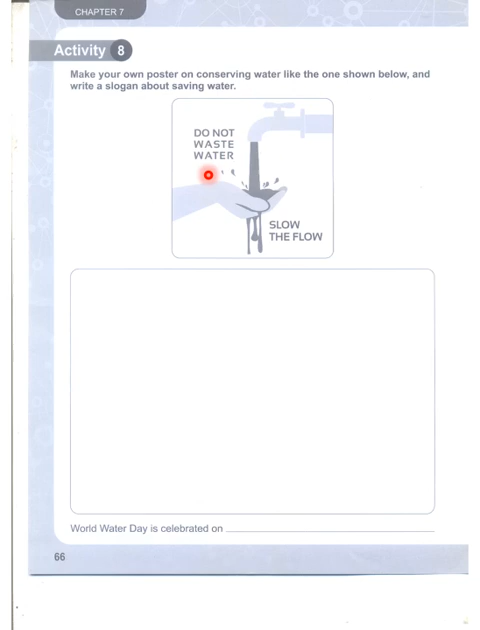 CHAPTER 7
Activity 8
Make your own poster on conserving water like the one shown below, and
write a slogan about saving water.
DO NOT
WASTE
WATER
SLOW
THE FLOW
World Water Day is celebrated on
66